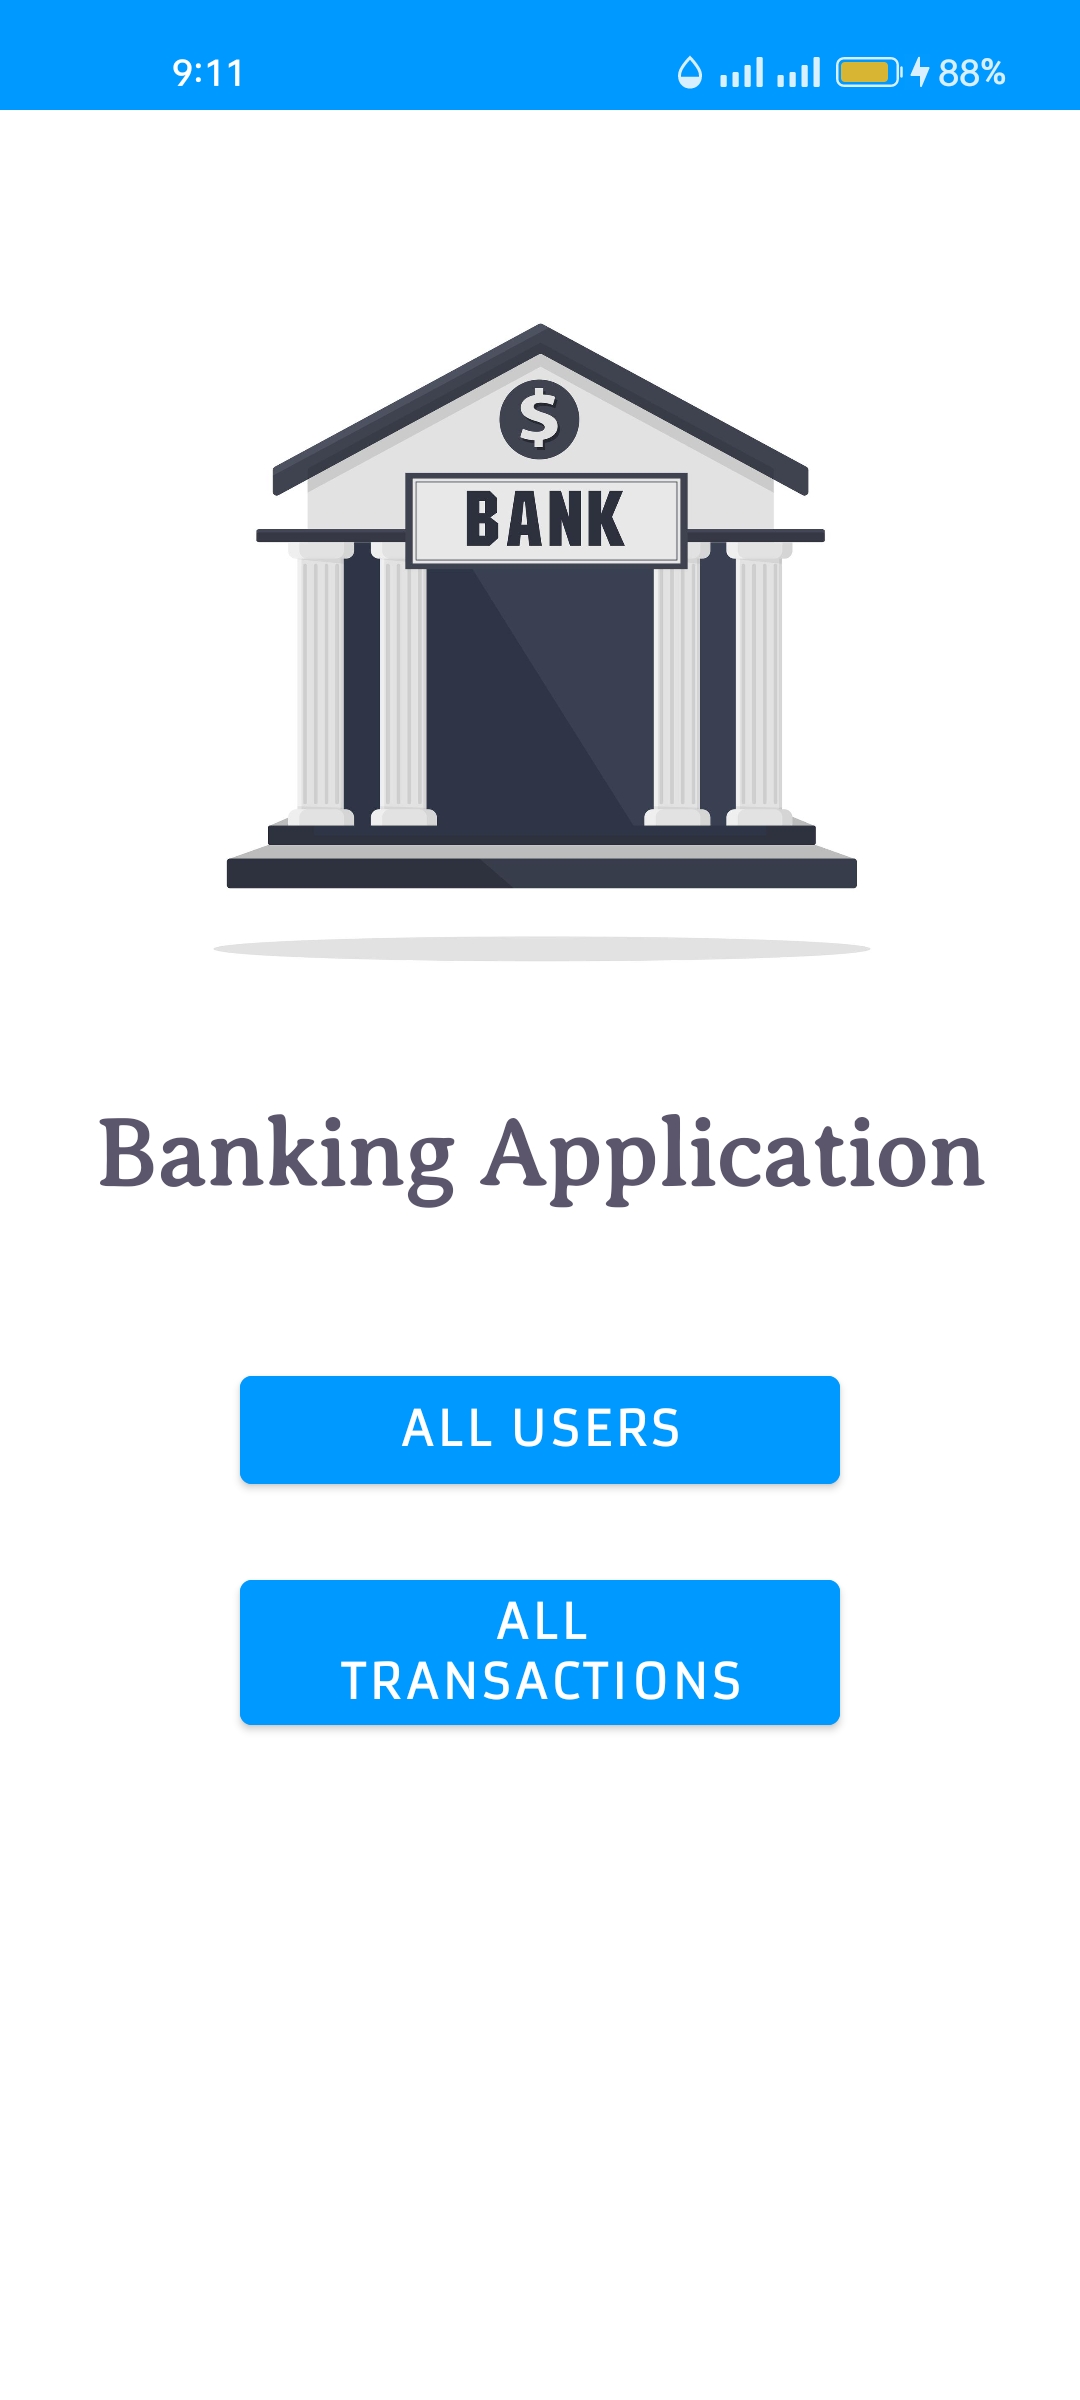 9:11 88%
$
BANK
Banking Application
ALL USERS
ALL
TRANSACTIONS